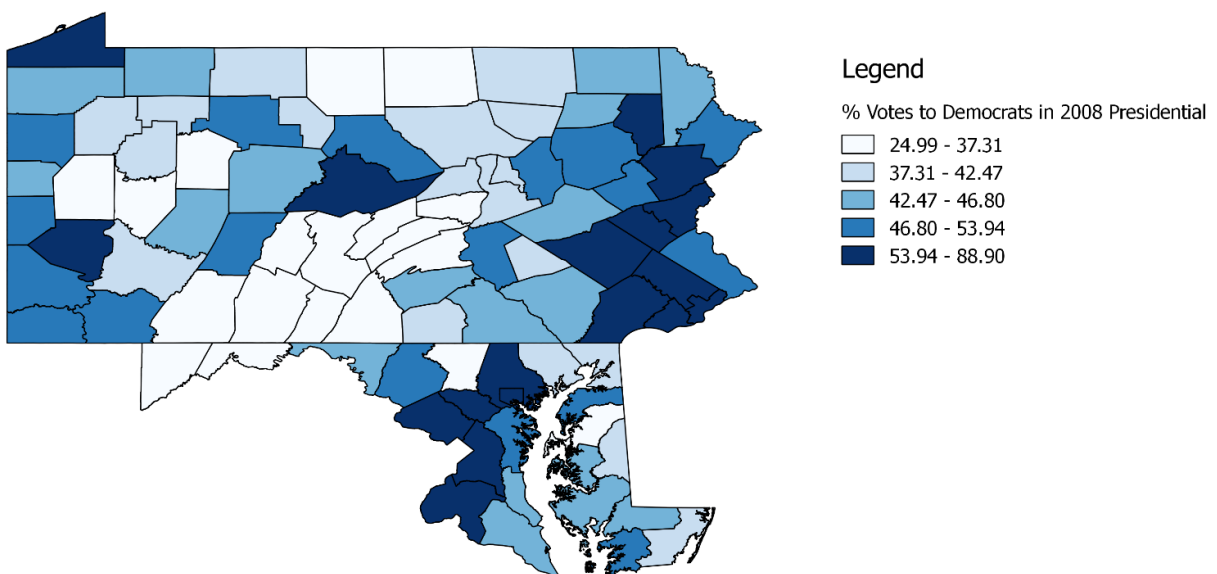 Legend
% Votes to Democrats in 2008 Presidential
24.99 - 37.31
37.31 - 42.47
42.47 - 46.80
46.80 - 53.94
53.94 - 88.90